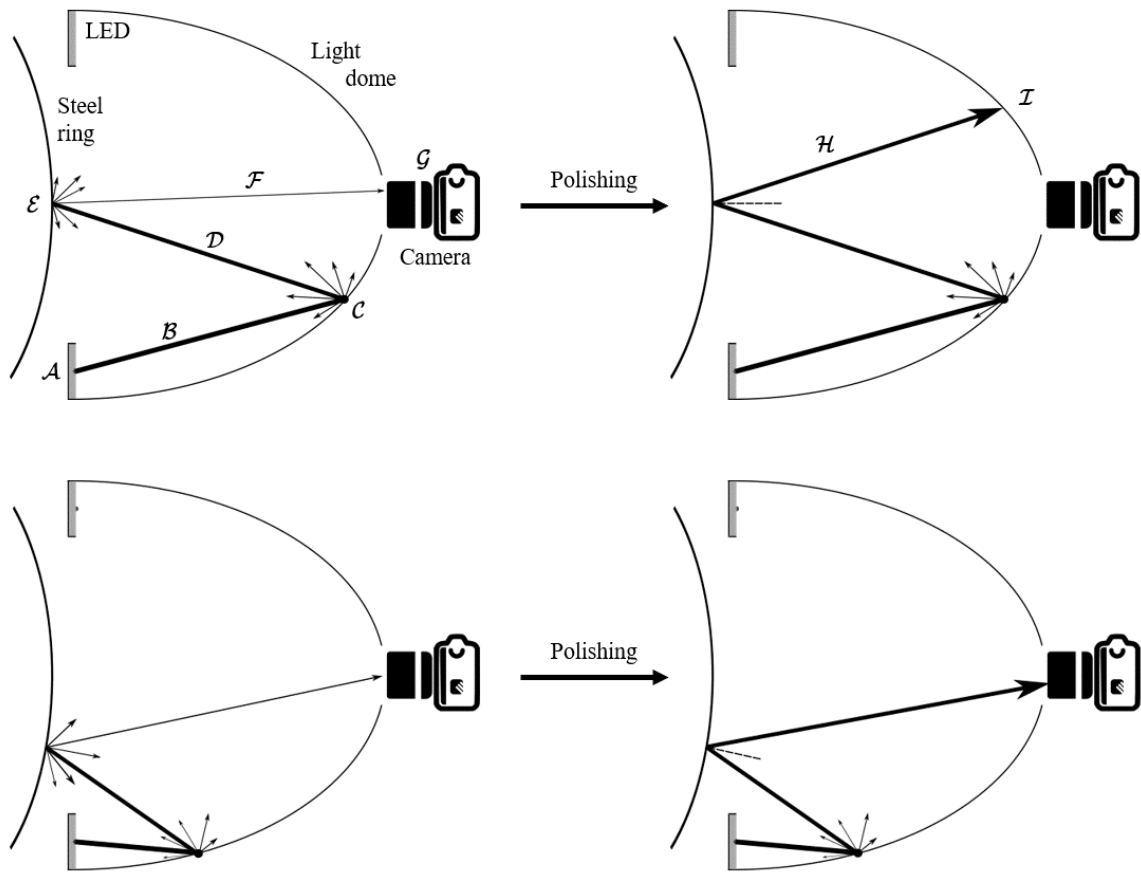 LED
Light
dome
Steel
ring
𝒢
ℱ
ℰ
𝒟
Camera
𝒞
ℬ
𝒜
Polishing
ℐ
ℋ
Polishing